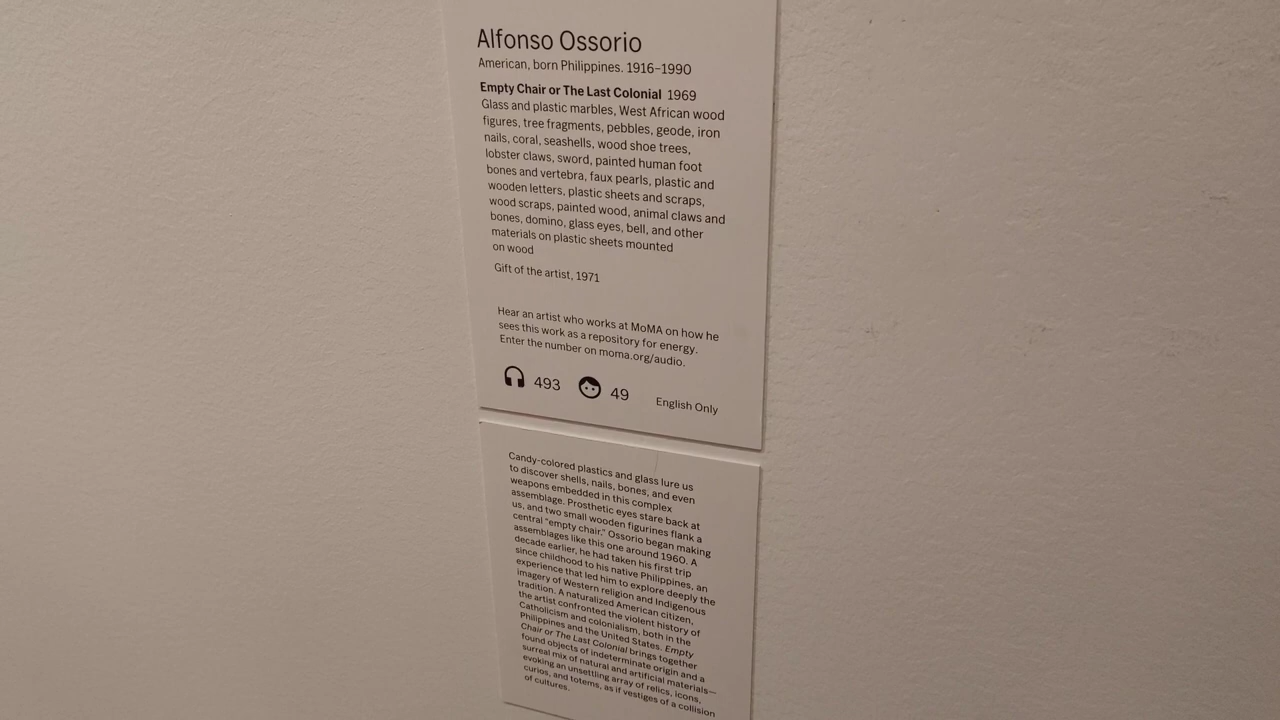 Alfonso Ossorio
American, born Philippines. 1916–1990
Empty Chair or The Last Colonial 1969
Glass and plastic marbles, West African wood
figures, tree fragments, pebbles, geode, iron
nails, coral, seashells, wood shoe trees,
lobster claws, sword, painted human foot
bones and vertebra, faux pearls, plastic and
wooden letters, plastic sheets and scraps,
wood scraps, painted wood, animal claws and
bones, domino, glass eyes, bell, and other
materials on plastic sheets mounted
on wood
Gift of the artist, 1971
Hear an artist who works at MoMA on how he
sees this work as a repository for energy.
Enter the number on moma.org/audio.
493 49 English Only
Candy-colored plastics and glass lure us
to discover shells, nails, bones, and even
weapons embedded in this complex
assemblage. Prosthetic eyes stare back at
us, and two small wooden figurines flank a
central “empty chair.” Ossorio began making
assemblages like this one around 1960. A
decade earlier, he had taken his first trip
since childhood to his native Philippines, an
experience that led him to explore deeply the
imagery of Western religion and Indigenous
tradition. A naturalized American citizen,
the artist confronted the violent history of
Catholicism and colonialism, both in the
Philippines and the United States. Empty
Chair or The Last Colonial brings together
found objects of indeterminate origin and a
surreal mix of natural and artificial materials—
evoking an unsettling array of relics, icons,
curios, and totems, as if vestiges of a collision
of cultures.